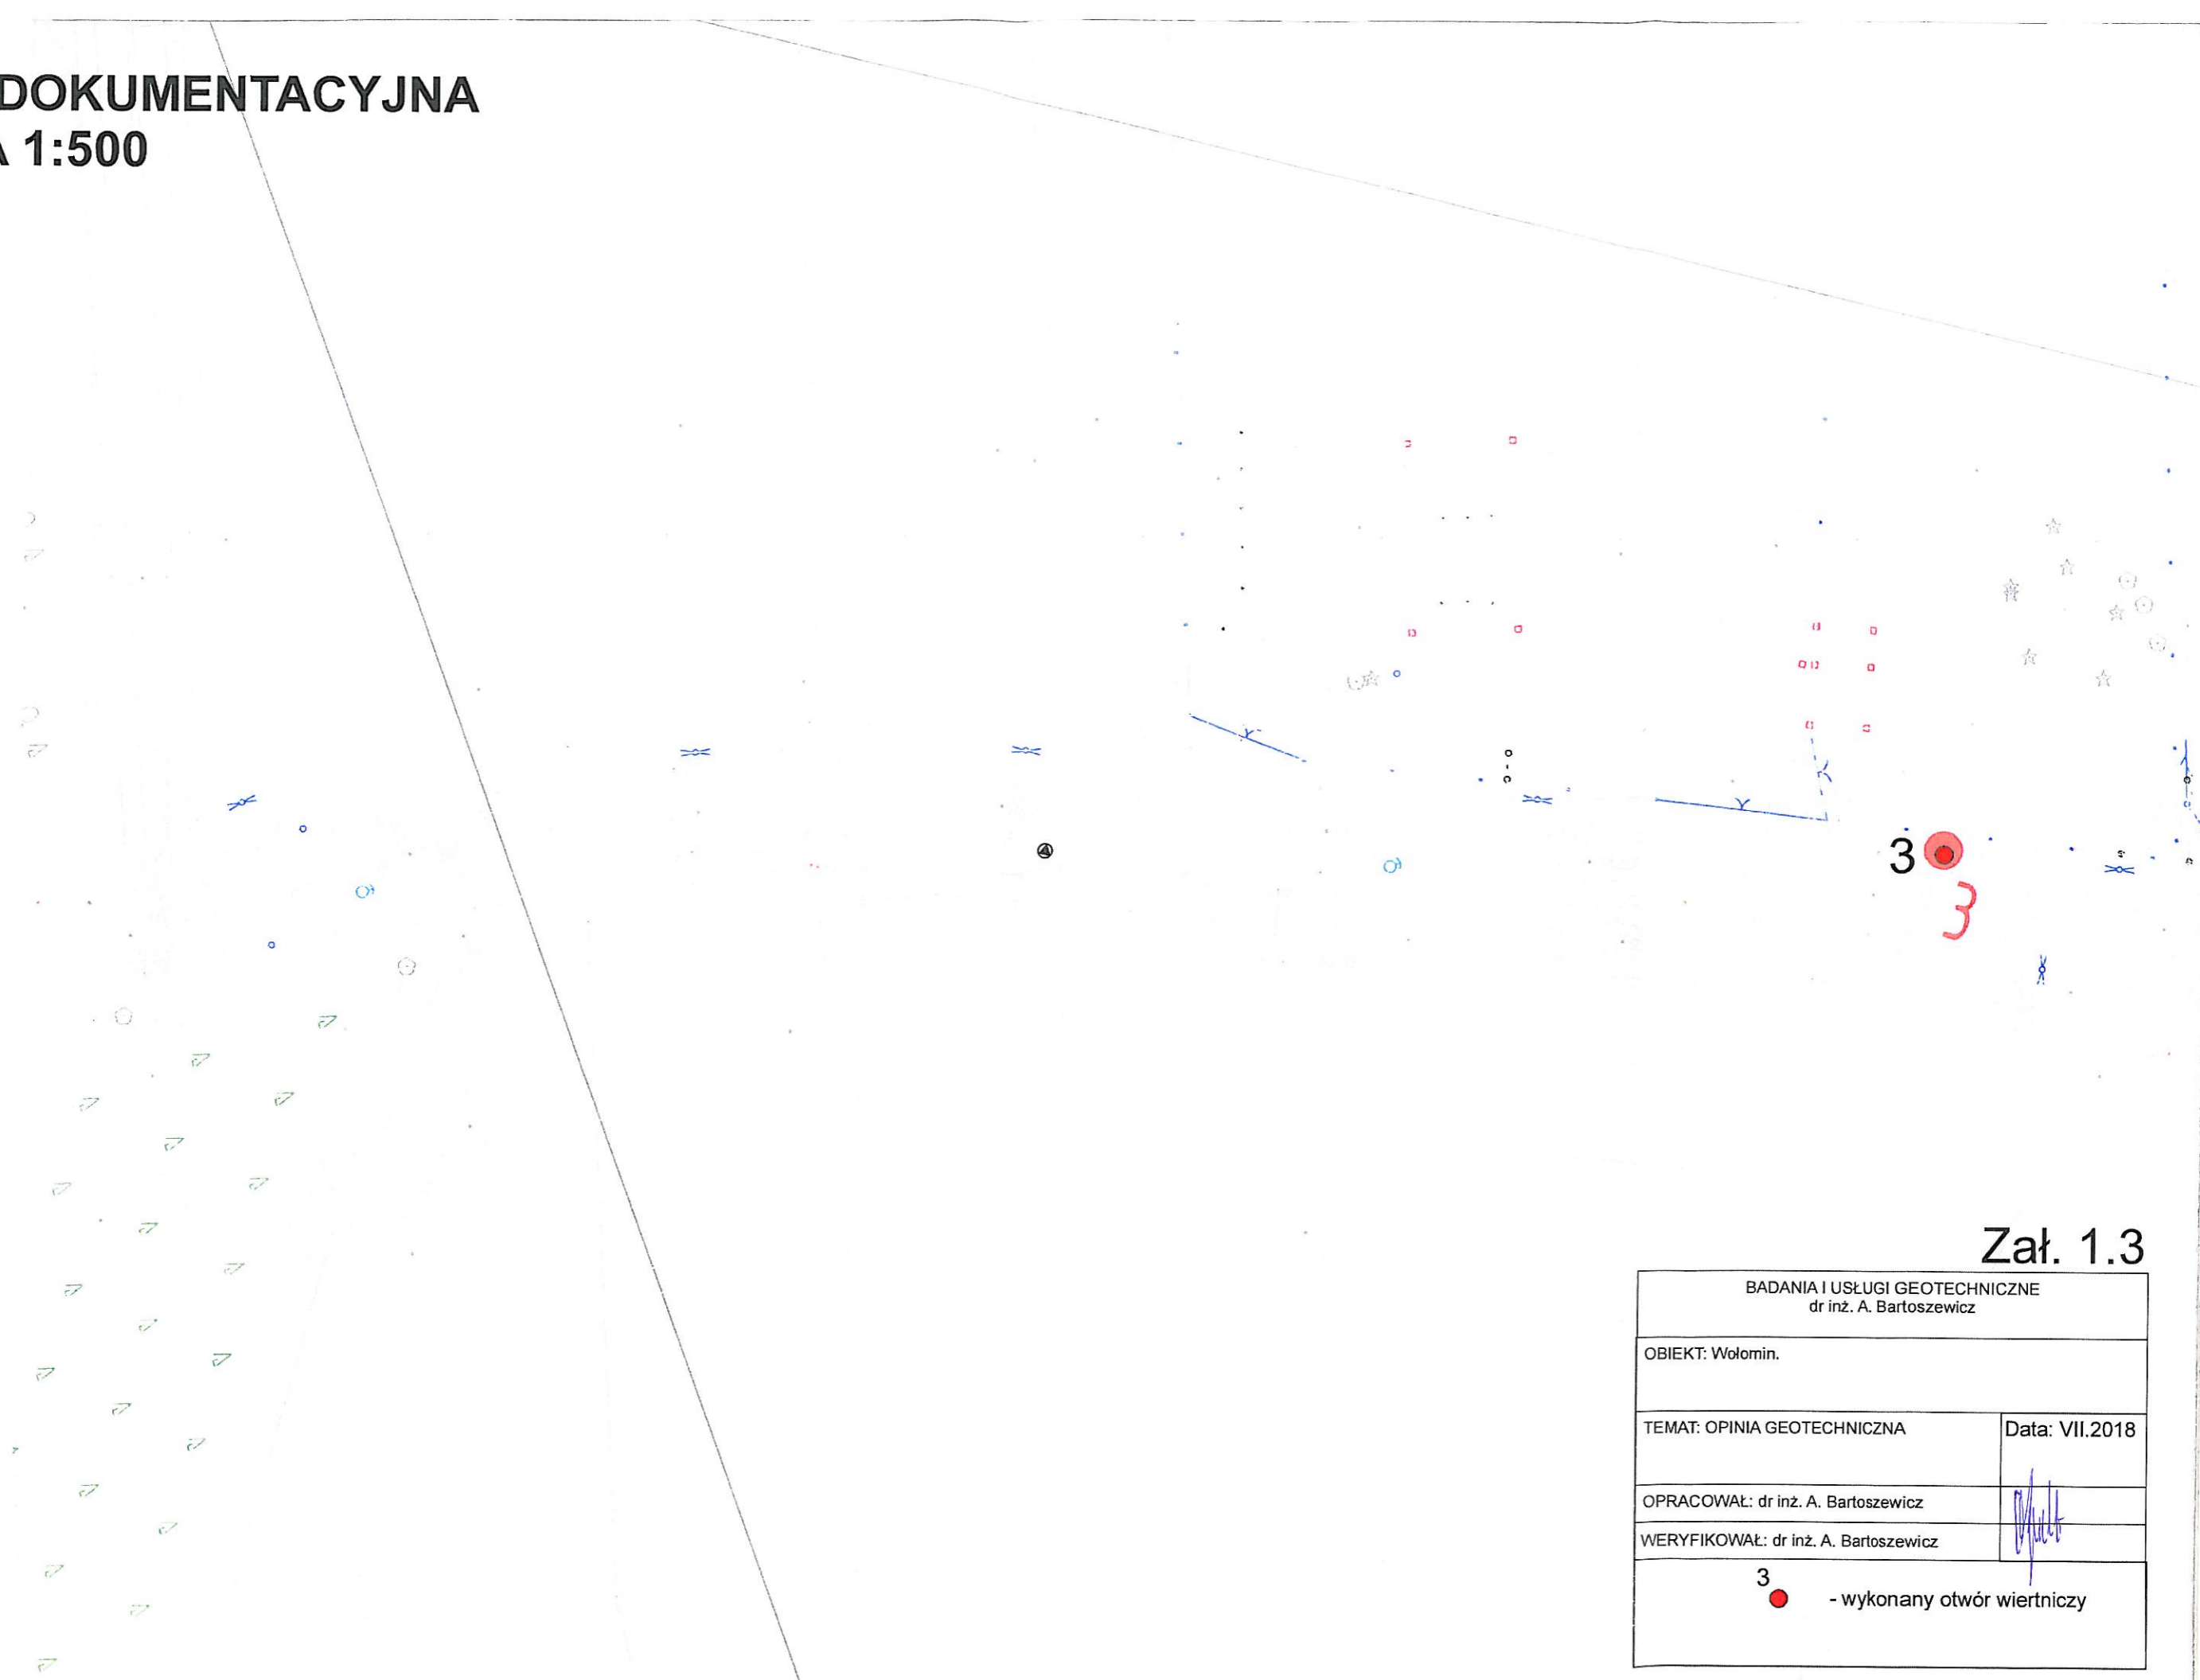 DOKUMENTACYJNA
1:500
3
3
Zał. 1.3
BADANIA I USŁUGI GEOTECHNICZNE
dr inż. A. Bartoszewicz
OBIEKT: Wołomin.
TEMAT: OPINIA GEOTECHNICZNA
Data: VII.2018
OPRACOWAŁ: dr inż. A. Bartoszewicz
WERYFIKOWAŁ: dr inż. A. Bartoszewicz
3
- wykonany otwór wiertniczy